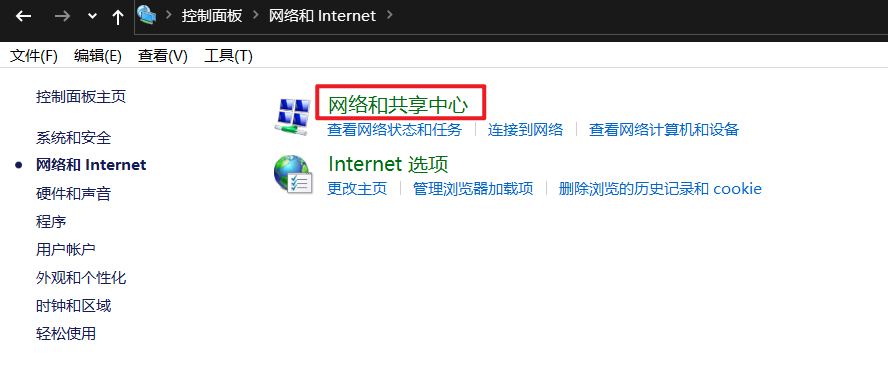 控制面板 网络和 Internet
文件(F) 编辑(E) 查看(V) 工具(T)
控制面板主页
系统和安全
网络和 Internet
硬件和声音
程序
用户帐户
外观和个性化
时钟和区域
轻松使用
网络和共享中心
查看网络状态和任务 连接到网络 查看网络计算机和设备
Internet 选项
更改主页 管理浏览器加载项 删除浏览的历史记录和 cookie